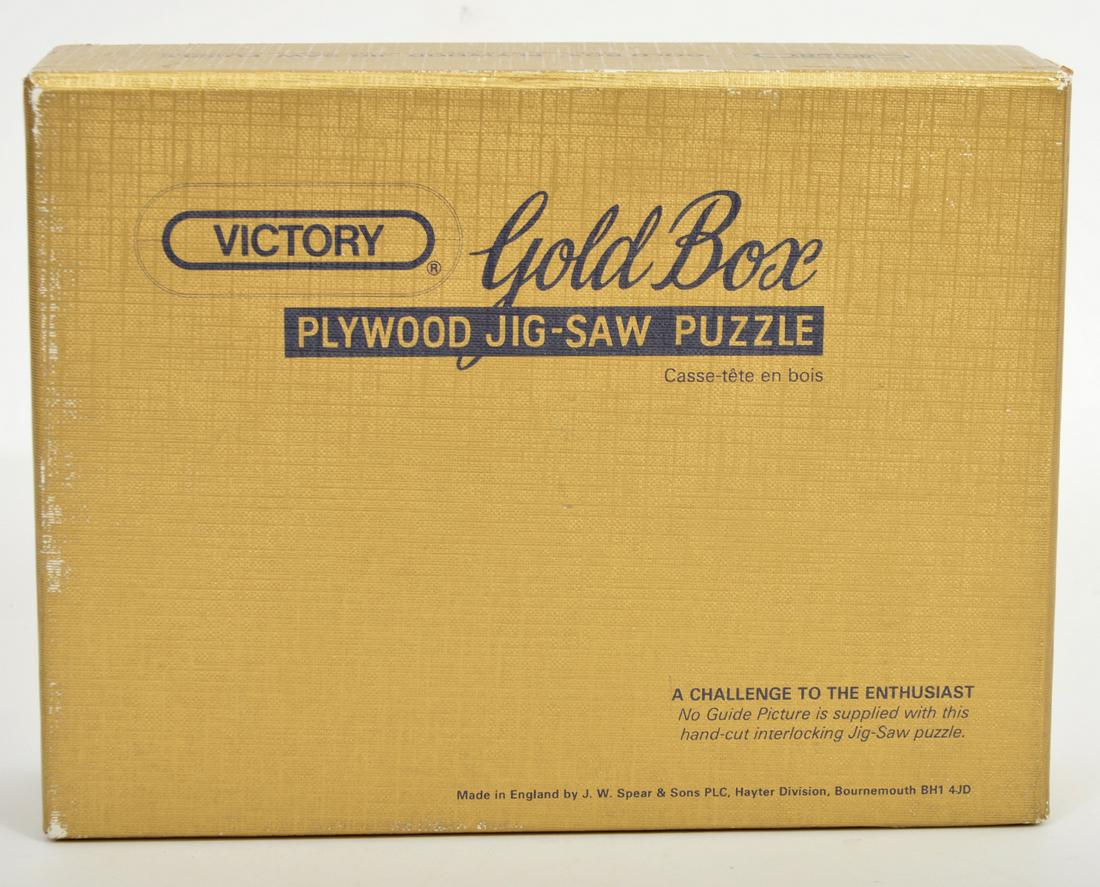 VICTORY ® Gold Box
PLYWOOD JIG-SAW PUZZLE
Casse-tête en bois
A CHALLENGE TO THE ENTHUSIAST
No Guide Picture is supplied with this
hand-cut interlocking Jig-Saw puzzle.
Made in England by J. W. Spear & Sons PLC, Hayter Division, Bournemouth BH1 4JD